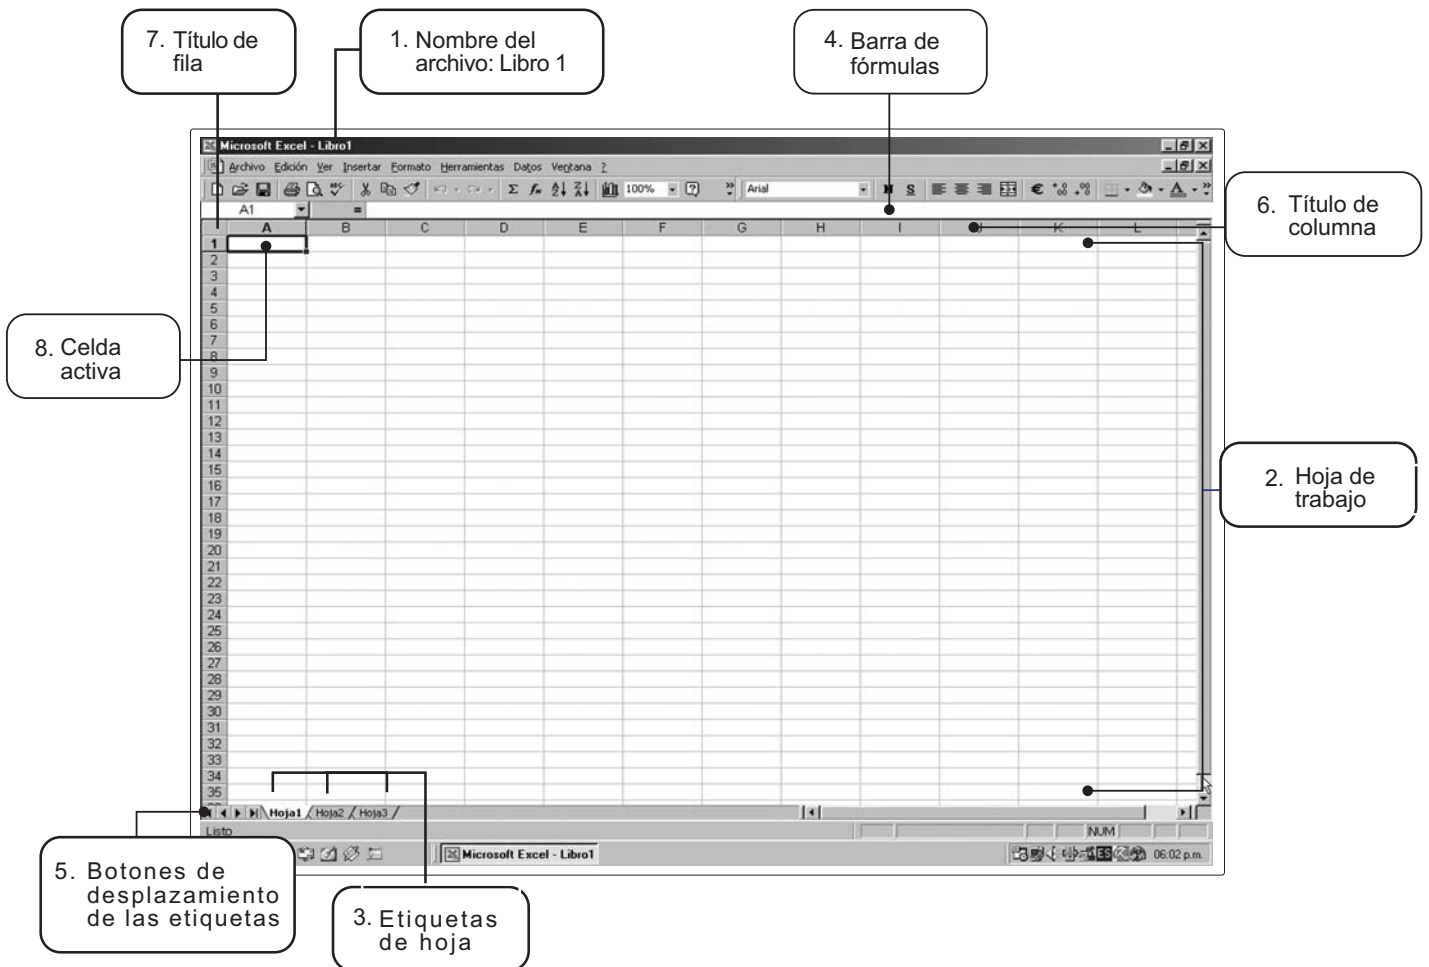 7. Título de
fila
1. Nombre del
archivo: Libro 1
4. Barra de
fórmulas
Microsoft Excel - Libro1
Archivo Edición Ver Insertar Formato Herramientas Datos Ventana ?
100% Arial N S €
A1 =
A B C D E F G H I J K L
6. Título de
columna
1
2
3
4
5
6
7
8
9
10
11
12
13
14
15
16
17
18
19
20
21
22
23
24
25
26
27
28
29
30
31
32
33
34
35
8. Celda
activa
2. Hoja de
trabajo
Hoja1 Hoja2 Hoja3
Listo
NUM
Microsoft Excel - Libro1
ES 06:02 p.m.
5. Botones de
desplazamiento
de las etiquetas
3. Etiquetas
de hoja